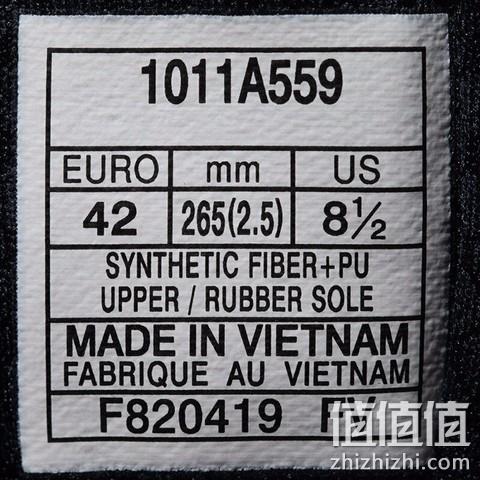 1011A559
EURO mm US
42 265(2.5) 8½
SYNTHETIC FIBER+PU
UPPER / RUBBER SOLE
MADE IN VIETNAM
FABRIQUE AU VIETNAM
F820419 FV
值值值
zhizhizhi.com